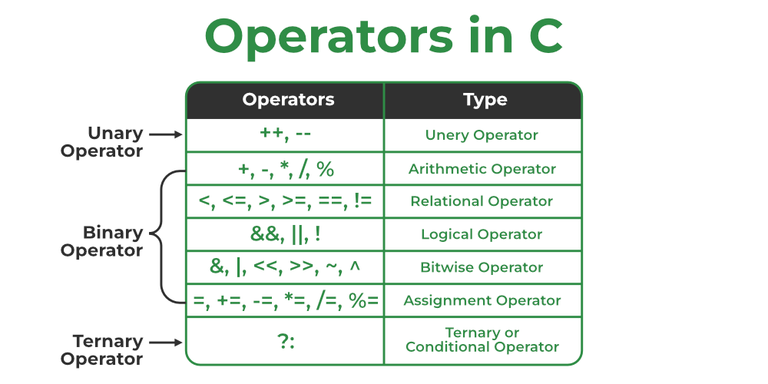 Operators in C
Operators Type
Unary
Operator
++, -- Unery Operator
+, -, *, /, % Arithmetic Operator
<, <=, >, >=, ==, != Relational Operator
Binary
Operator
&&, ||, ! Logical Operator
&, |, <<, >>, ~, ^ Bitwise Operator
=, +=, -=, *=, /=, %= Assignment Operator
Ternary
Operator
?: Ternary or
Conditional Operator